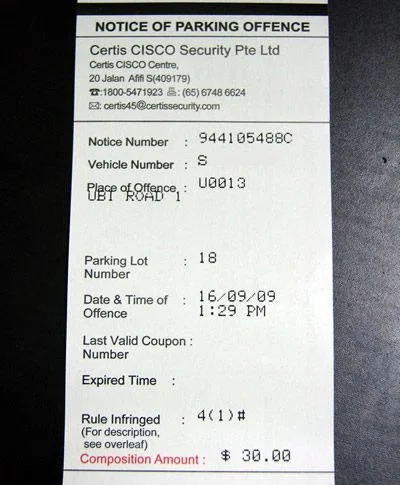 NOTICE OF PARKING OFFENCE
Certis CISCO Security Pte Ltd
Certis CISCO Centre,
20 Jalan Afifi S(409179)
☎:1800-5471923 🖷: (65) 6748 6624
✉: certis45@certissecurity.com
Notice Number : 944105488C
Vehicle Number : S
Place of Offence : U0013
UBI ROAD 1
Parking Lot Number : 18
Date & Time of Offence : 16/09/09
1:29 PM
Last Valid Coupon Number :
Expired Time :
Rule Infringed : 4(1)#
(For description,
see overleaf)
Composition Amount : $ 30.00